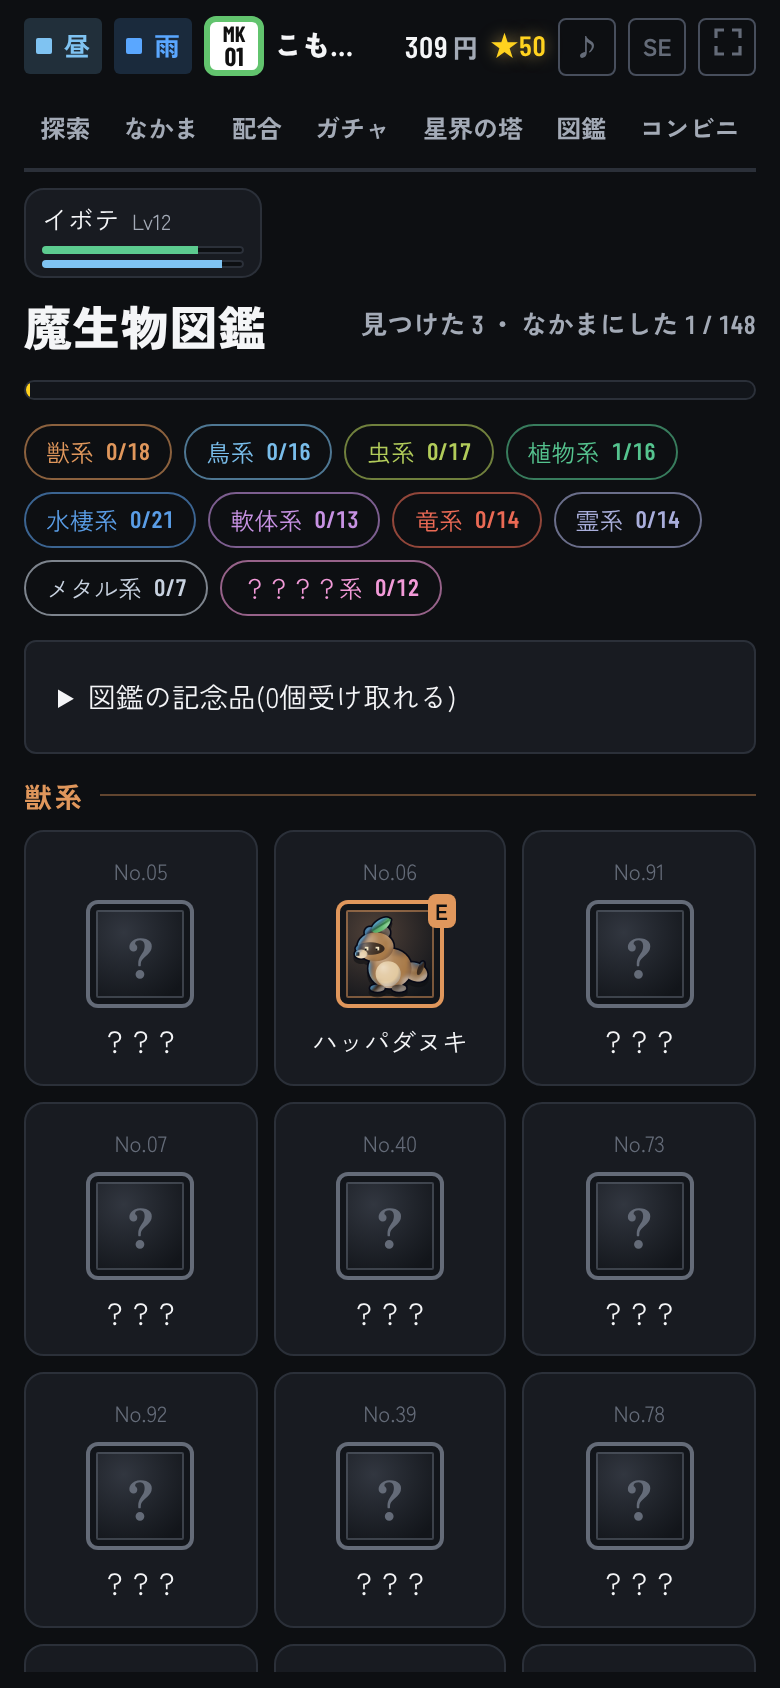 昼 雨 MK 01 こも... 309 円 ★50 ♪ SE
探索 なかま 配合 ガチャ 星界の塔 図鑑 コンビニ
イボテ Lv12
魔生物図鑑 見つけた 3 ・ なかまにした 1 / 148
獣系 0/18 鳥系 0/16 虫系 0/17 植物系 1/16
水棲系 0/21 軟体系 0/13 竜系 0/14 霊系 0/14
メタル系 0/7 ？？？？系 0/12
▶ 図鑑の記念品(0個受け取れる)
獣系
No.05 No.06 No.91
? E ?
？？？ ハッパダヌキ ？？？
No.07 No.40 No.73
? ? ?
？？？ ？？？ ？？？
No.92 No.39 No.78
? ? ?
？？？ ？？？ ？？？